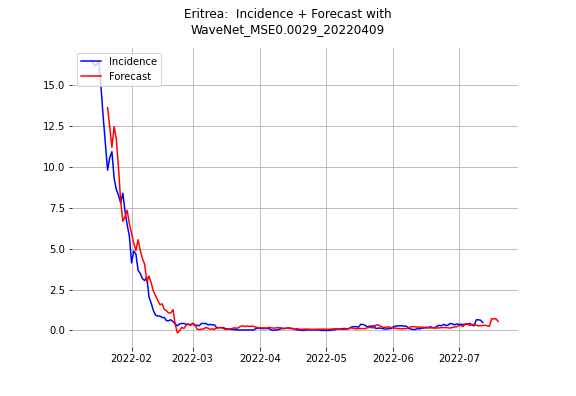 Eritrea:  Incidence + Forecast with
WaveNet_MSE0.0029_20220409
Incidence
Forecast
15.0
12.5
10.0
7.5
5.0
2.5
0.0
2022-02 2022-03 2022-04 2022-05 2022-06 2022-07